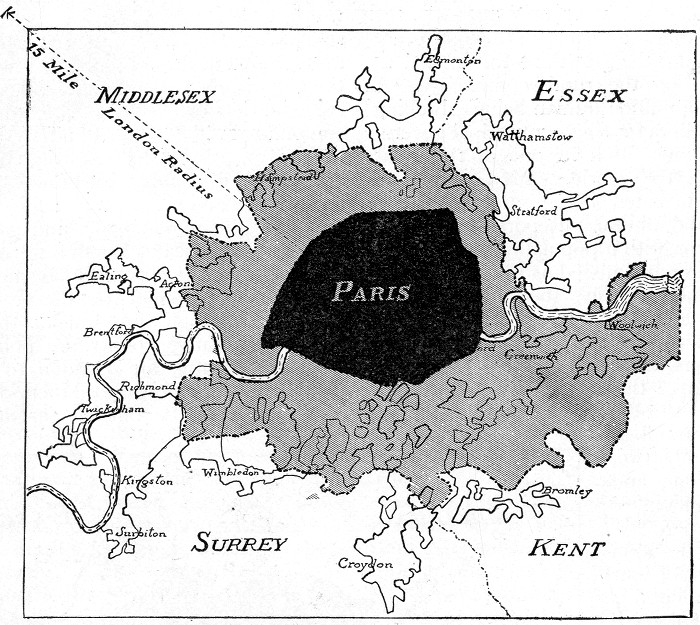 15 Mile
London Radius
MIDDLESEX
ESSEX
Edmonton
Walthamstow
Hampstead
Stratford
Ealing
Acton
PARIS
Brentford
Woolwich
Greenwich
Richmond
Twickenham
Wimbledon
Kingston
Bromley
Surbiton
SURREY
KENT
Croydon